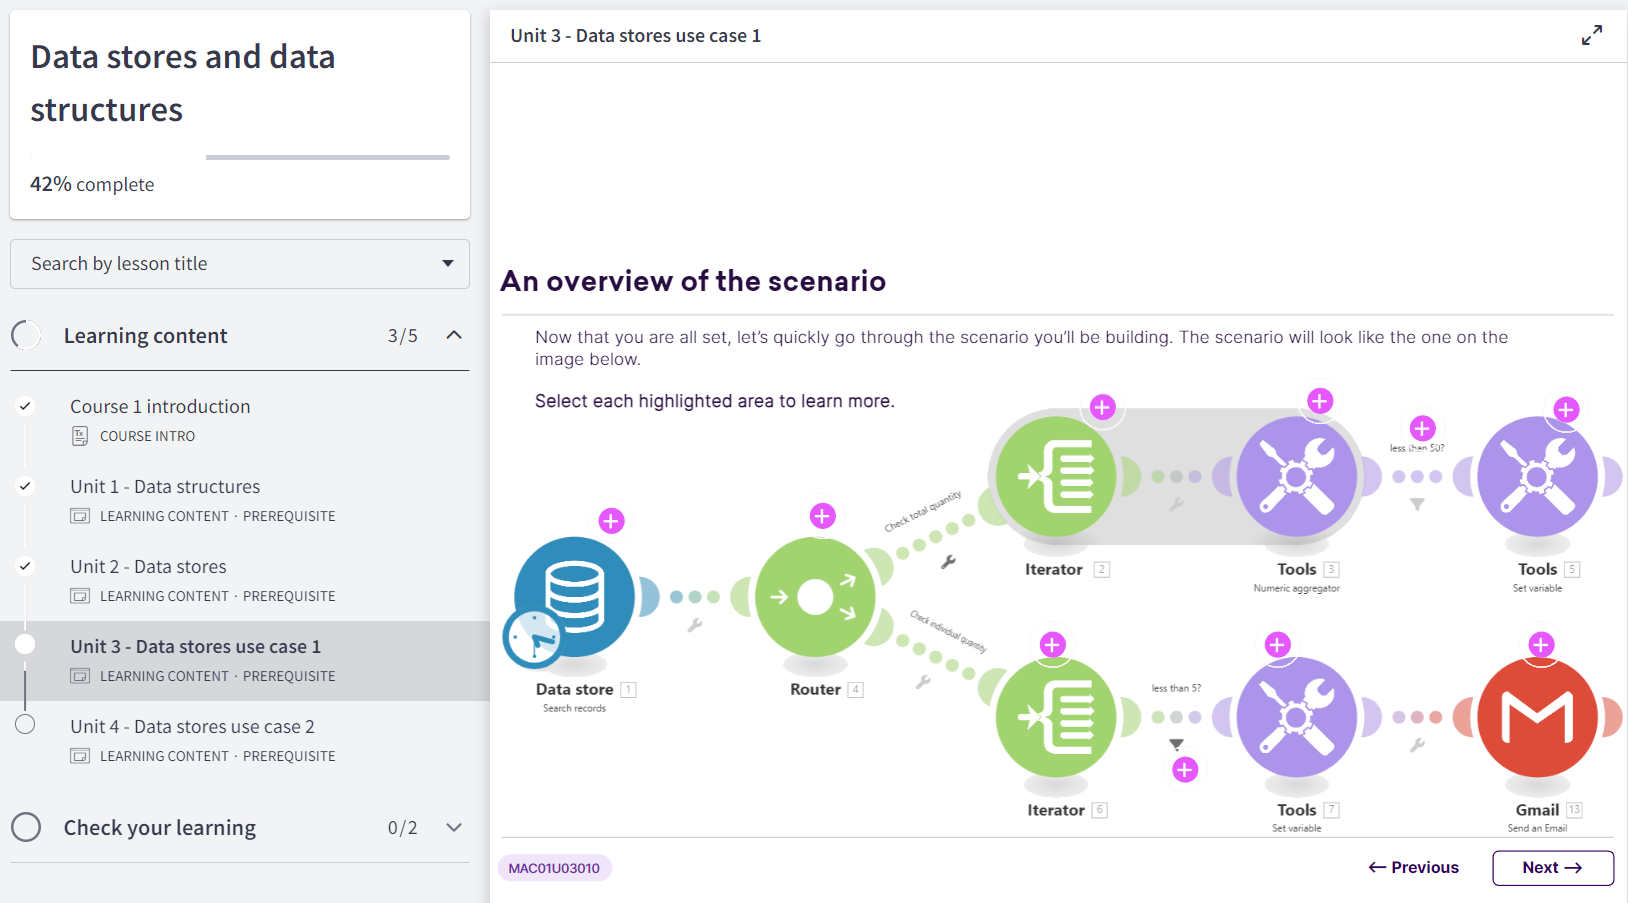 Data stores and data
structures
42% complete
Search by lesson title
Learning content 3/5
Course 1 introduction
COURSE INTRO
Unit 1 - Data structures
LEARNING CONTENT · PREREQUISITE
Unit 2 - Data stores
LEARNING CONTENT · PREREQUISITE
Unit 3 - Data stores use case 1
LEARNING CONTENT · PREREQUISITE
Unit 4 - Data stores use case 2
LEARNING CONTENT · PREREQUISITE
Check your learning 0/2
Unit 3 - Data stores use case 1
An overview of the scenario
Now that you are all set, let's quickly go through the scenario you'll be building. The scenario will look like the one on the
image below.
Select each highlighted area to learn more.
less than 50?
Check total quantity
Iterator 2
Tools 3
Numeric aggregator
Tools 5
Set variable
Check individual quantity
Data store 1
Search records
Router 4
less than 5?
Iterator 6
Tools 7
Set variable
Gmail 13
Send an Email
MAC01U03010
← Previous
Next →